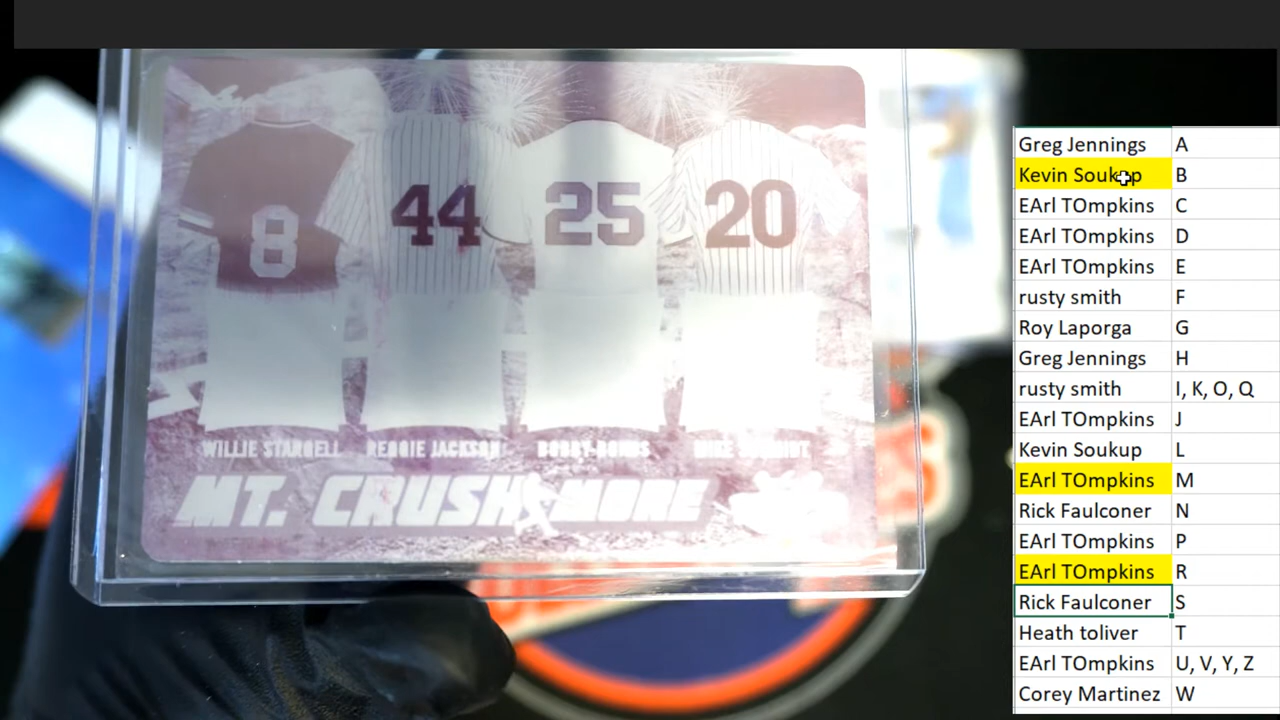 8 44 25 20
WILLIE STARGELL REGGIE JACKSON BOBBY BONDS MIKE SCHMIDT
MT. CRUSHMORE
Greg Jennings A
Kevin Soukup B
EArl TOmpkins C
EArl TOmpkins D
EArl TOmpkins E
rusty smith F
Roy Laporga G
Greg Jennings H
rusty smith I, K, O, Q
EArl TOmpkins J
Kevin Soukup L
EArl TOmpkins M
Rick Faulconer N
EArl TOmpkins P
EArl TOmpkins R
Rick Faulconer S
Heath toliver T
EArl TOmpkins U, V, Y, Z
Corey Martinez W